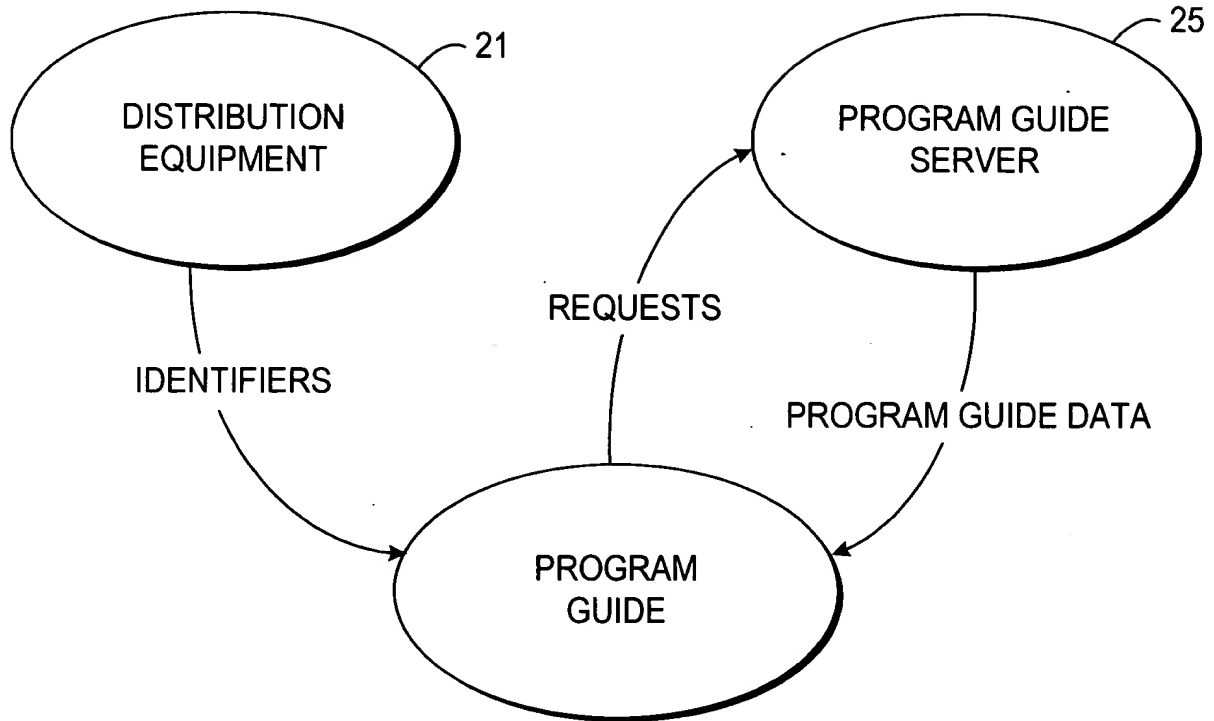 21
25
DISTRIBUTION
EQUIPMENT
PROGRAM GUIDE
SERVER
REQUESTS
IDENTIFIERS
PROGRAM GUIDE DATA
PROGRAM
GUIDE